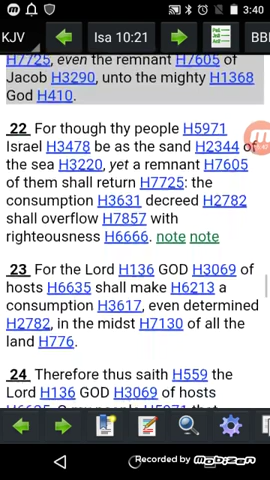 3:40
KJV Isa 10:21 BBE
H7725, even the remnant H7605 of
Jacob H3290, unto the mighty H1368
God H410.
22 For though thy people H5971
Israel H3478 be as the sand H2344 of
the sea H3220, yet a remnant H7605
of them shall return H7725: the
consumption H3631 decreed H2782
shall overflow H7857 with
righteousness H6666. note note
23 For the Lord H136 GOD H3069 of
hosts H6635 shall make H6213 a
consumption H3617, even determined
H2782, in the midst H7130 of all the
land H776.
24 Therefore thus saith H559 the
Lord H136 GOD H3069 of hosts
Recorded by mobizen